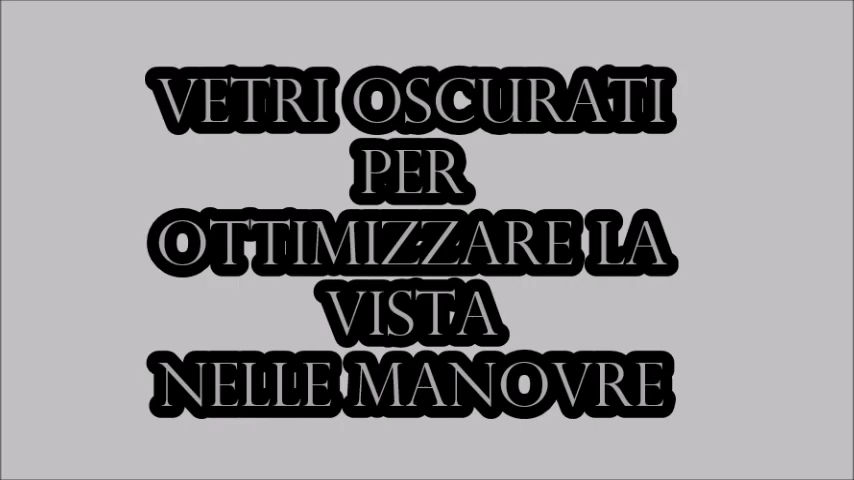 VETRI OSCURATI
PER
OTTIMIZZARE LA
VISTA
NELLE MANOVRE